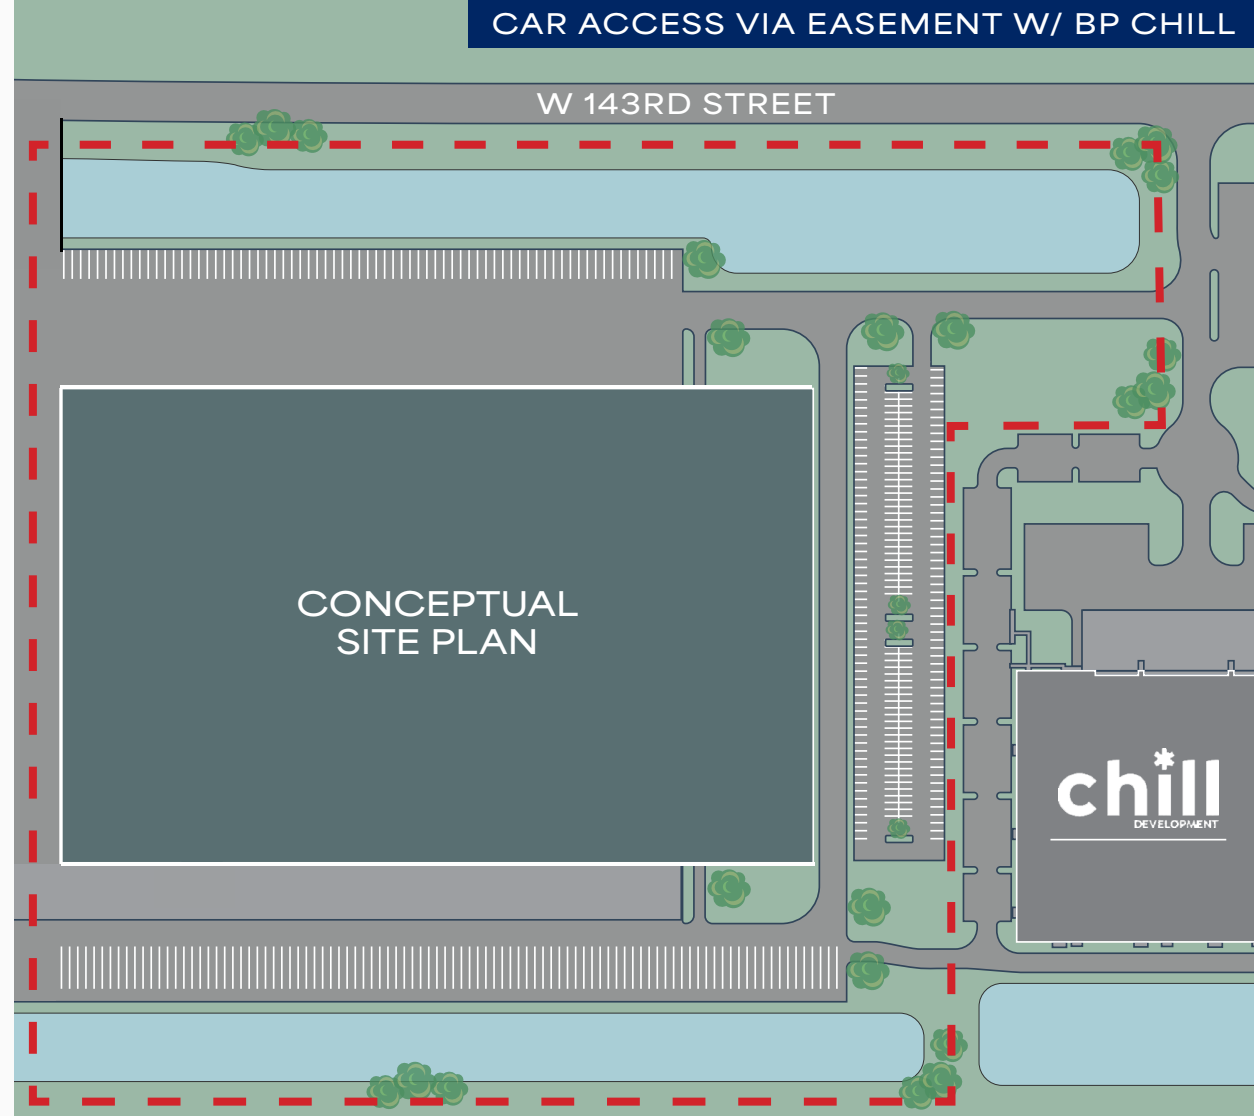 CAR ACCESS VIA EASEMENT W/ BP CHILL
W 143RD STREET
CONCEPTUAL
SITE PLAN
chill
DEVELOPMENT